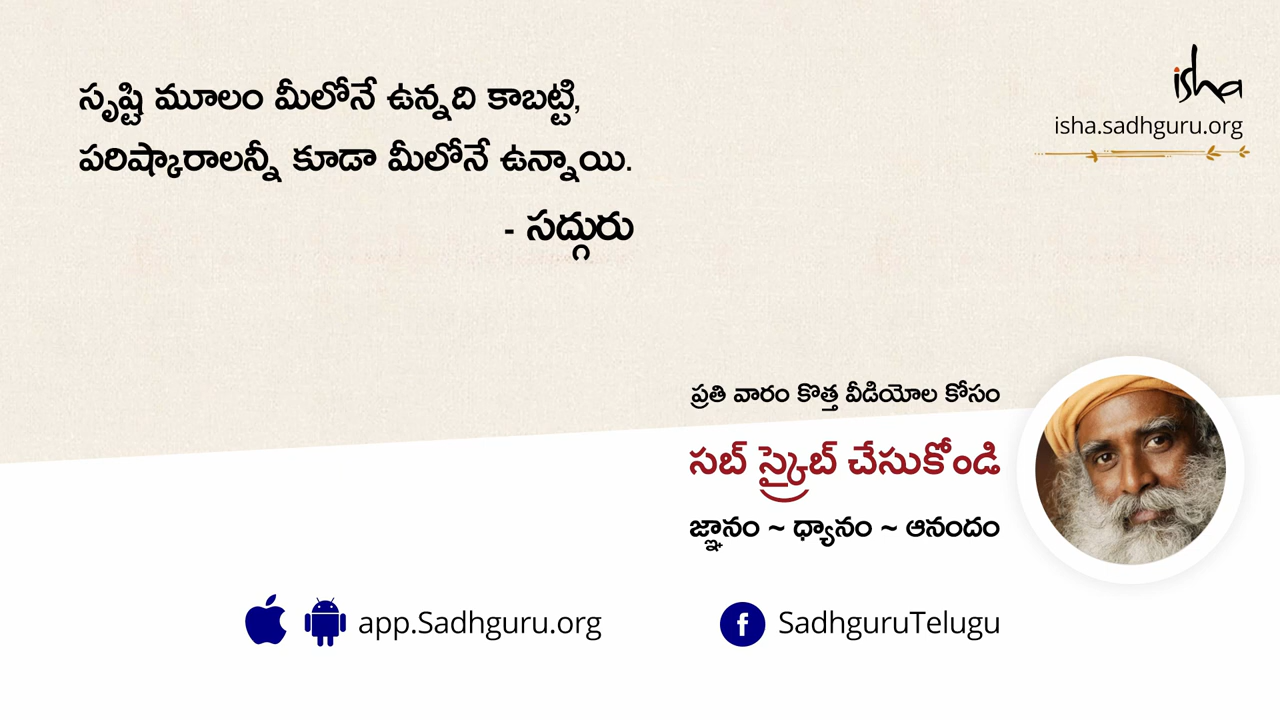 సృష్టి మూలం మీలోనే ఉన్నది కాబట్టి,
పరిష్కారాలన్నీ కూడా మీలోనే ఉన్నాయి.
- సద్గురు
isha
isha.sadhguru.org
ప్రతి వారం కొత్త వీడియోల కోసం
సబ్ స్క్రైబ్ చేసుకోండి
జ్ఞానం ~ ధ్యానం ~ ఆనందం
app.Sadhguru.org
f SadhguruTelugu